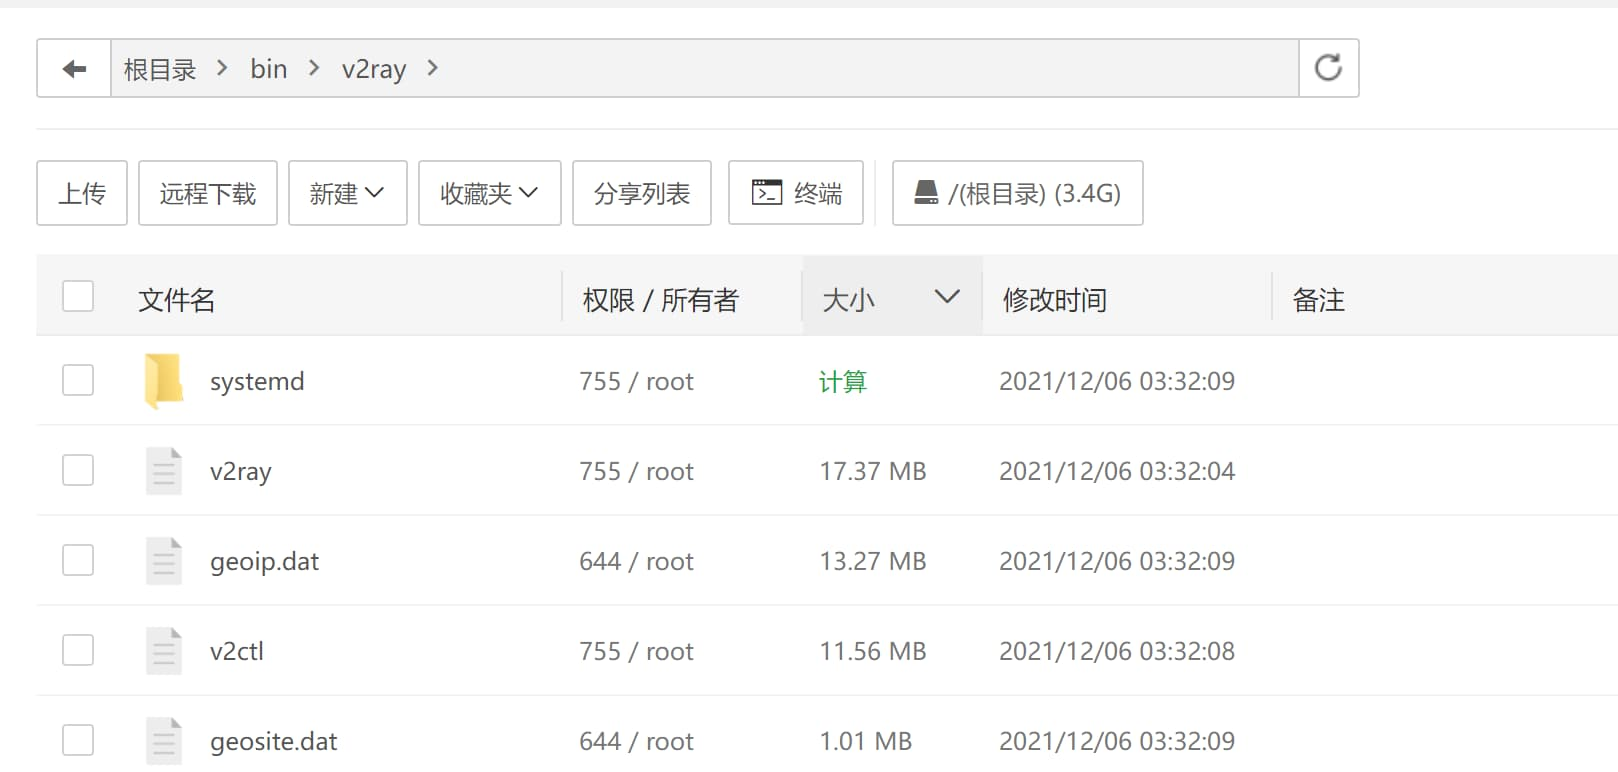 根目录 > bin > v2ray >
上传 远程下载 新建 收藏夹 分享列表 终端 /(根目录) (3.4G)
文件名 权限 / 所有者 大小 修改时间 备注
systemd 755 / root 计算 2021/12/06 03:32:09
v2ray 755 / root 17.37 MB 2021/12/06 03:32:04
geoip.dat 644 / root 13.27 MB 2021/12/06 03:32:09
v2ctl 755 / root 11.56 MB 2021/12/06 03:32:08
geosite.dat 644 / root 1.01 MB 2021/12/06 03:32:09